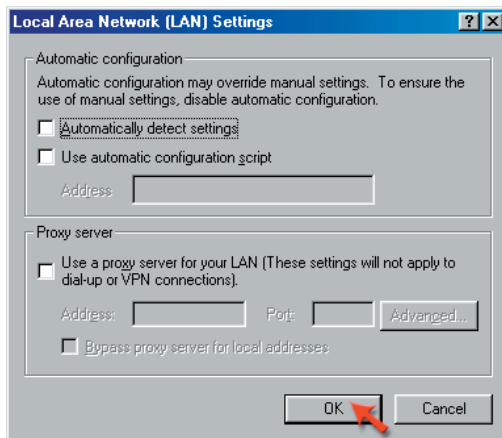 Local Area Network (LAN) Settings
Automatic configuration
Automatic configuration may override manual settings. To ensure the
use of manual settings, disable automatic configuration.
Automatically detect settings
Use automatic configuration script
Address
Proxy server
Use a proxy server for your LAN (These settings will not apply to
dial-up or VPN connections).
Address: Port: Advanced...
Bypass proxy server for local addresses
OK Cancel